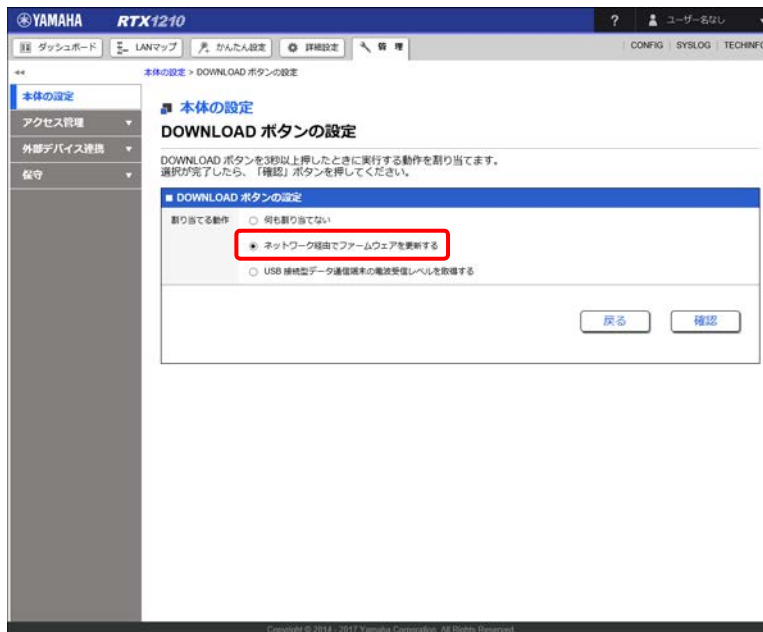 YAMAHA RTX1210 ? ユーザー名なし
ダッシュボード LANマップ かんたん設定 詳細設定 管理 CONFIG SYSLOG TECHINFO
本体の設定 > DOWNLOAD ボタンの設定
本体の設定
アクセス管理
外部デバイス連携
保守
本体の設定
DOWNLOAD ボタンの設定
DOWNLOAD ボタンを3秒以上押したときに実行する動作を割り当てます。
選択が完了したら、「確認」ボタンを押してください。
■ DOWNLOAD ボタンの設定
割り当てる動作 何も割り当てない
ネットワーク経由でファームウェアを更新する
USB 接続型データ通信端末の電波受信レベルを取得する
戻る 確認
Copyright © 2014 - 2017 Yamaha Corporation. All Rights Reserved.